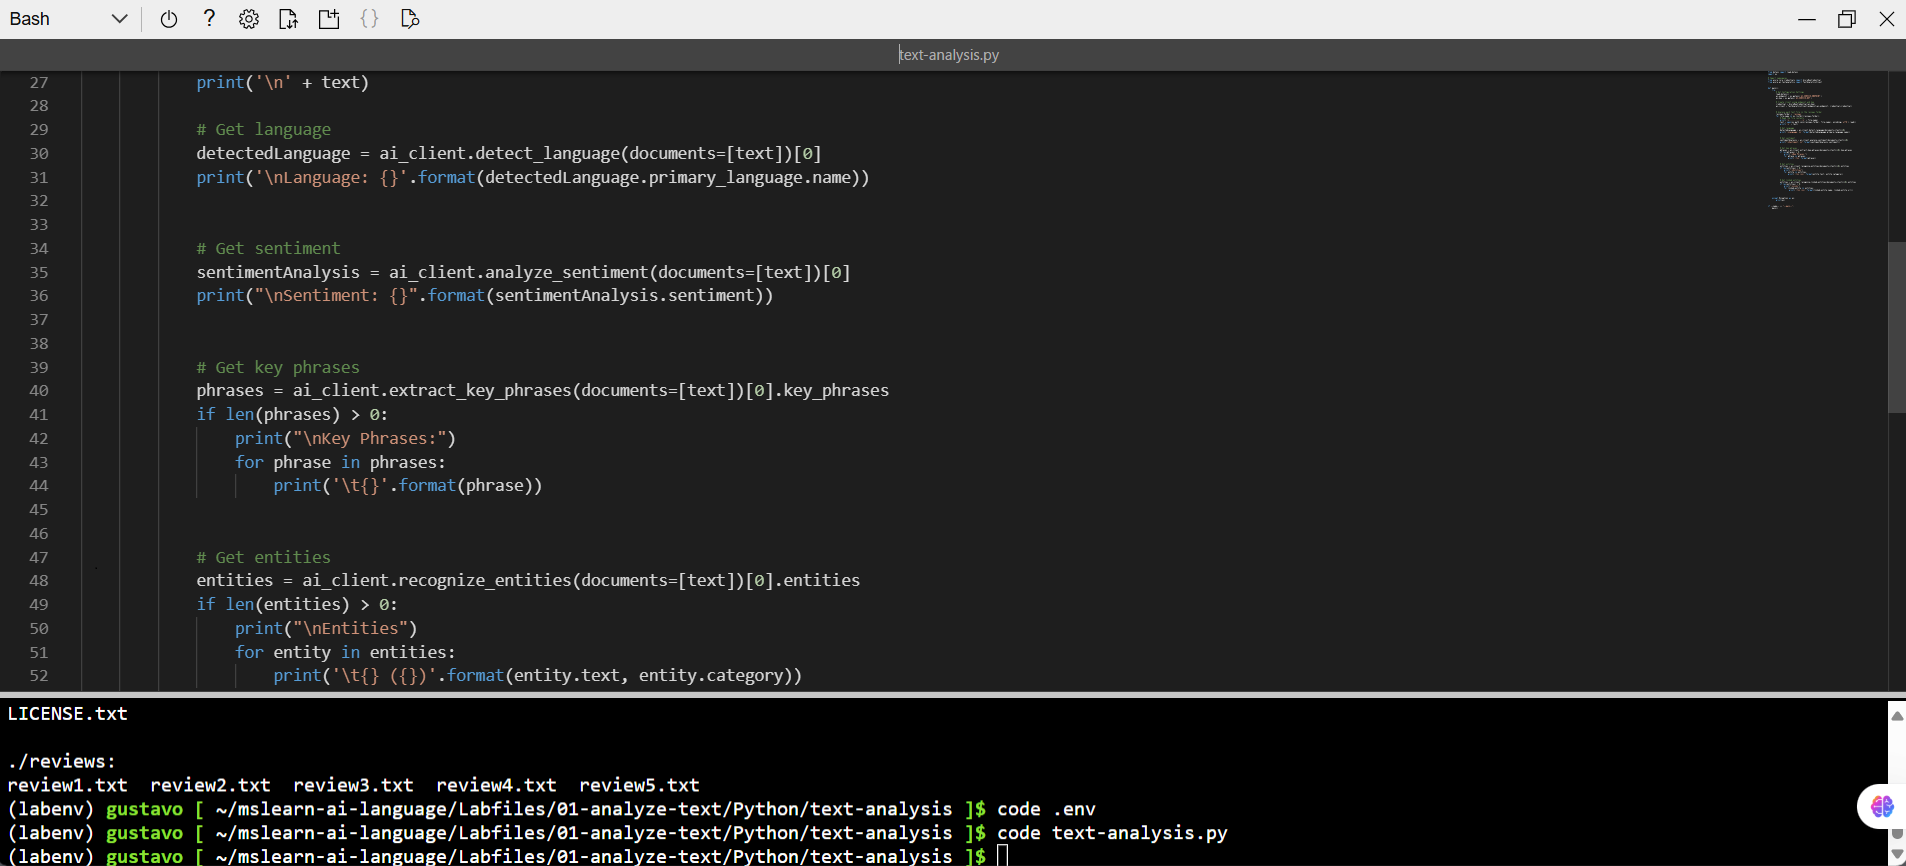 Bash
?
{}
text-analysis.py
27 print('\n' + text)
28
29 # Get language
30 detectedLanguage = ai_client.detect_language(documents=[text])[0]
31 print('\nLanguage: {}'.format(detectedLanguage.primary_language.name))
32
33
34 # Get sentiment
35 sentimentAnalysis = ai_client.analyze_sentiment(documents=[text])[0]
36 print("\nSentiment: {}".format(sentimentAnalysis.sentiment))
37
38
39 # Get key phrases
40 phrases = ai_client.extract_key_phrases(documents=[text])[0].key_phrases
41 if len(phrases) > 0:
42 print("\nKey Phrases:")
43 for phrase in phrases:
44 print('\t{}'.format(phrase))
45
46
47 # Get entities
48 entities = ai_client.recognize_entities(documents=[text])[0].entities
49 if len(entities) > 0:
50 print("\nEntities")
51 for entity in entities:
52 print('\t{} ({})'.format(entity.text, entity.category))
LICENSE.txt
./reviews:
review1.txt review2.txt review3.txt review4.txt review5.txt
(labenv) gustavo [ ~/mslearn-ai-language/Labfiles/01-analyze-text/Python/text-analysis ]$ code .env
(labenv) gustavo [ ~/mslearn-ai-language/Labfiles/01-analyze-text/Python/text-analysis ]$ code text-analysis.py
(labenv) gustavo [ ~/mslearn-ai-language/Labfiles/01-analyze-text/Python/text-analysis ]$